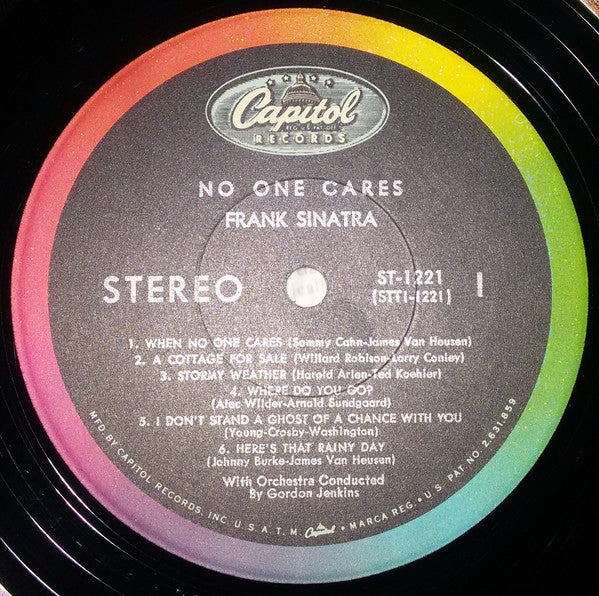 Capitol
REG. U.S. PAT. OFF.
RECORDS
NO ONE CARES
FRANK SINATRA
STEREO
ST-1221
(STT1-1221)
1
1. WHEN NO ONE CARES (Sammy Cahn-James Van Heusen)
2. A COTTAGE FOR SALE (Willard Robison-Larry Conley)
3. STORMY WEATHER (Harold Arlen-Ted Koehler)
4. WHERE DO YOU GO?
(Alec Wilder-Arnold Sundgaard)
5. I DON'T STAND A GHOST OF A CHANCE WITH YOU
(Young-Crosby-Washington)
6. HERE'S THAT RAINY DAY
(Johnny Burke-James Van Heusen)
With Orchestra Conducted
By Gordon Jenkins
MFD. BY CAPITOL RECORDS, INC. U.S.A. T.M. Capitol • MARCA REG. • U.S. PAT. NO. 2,631,859